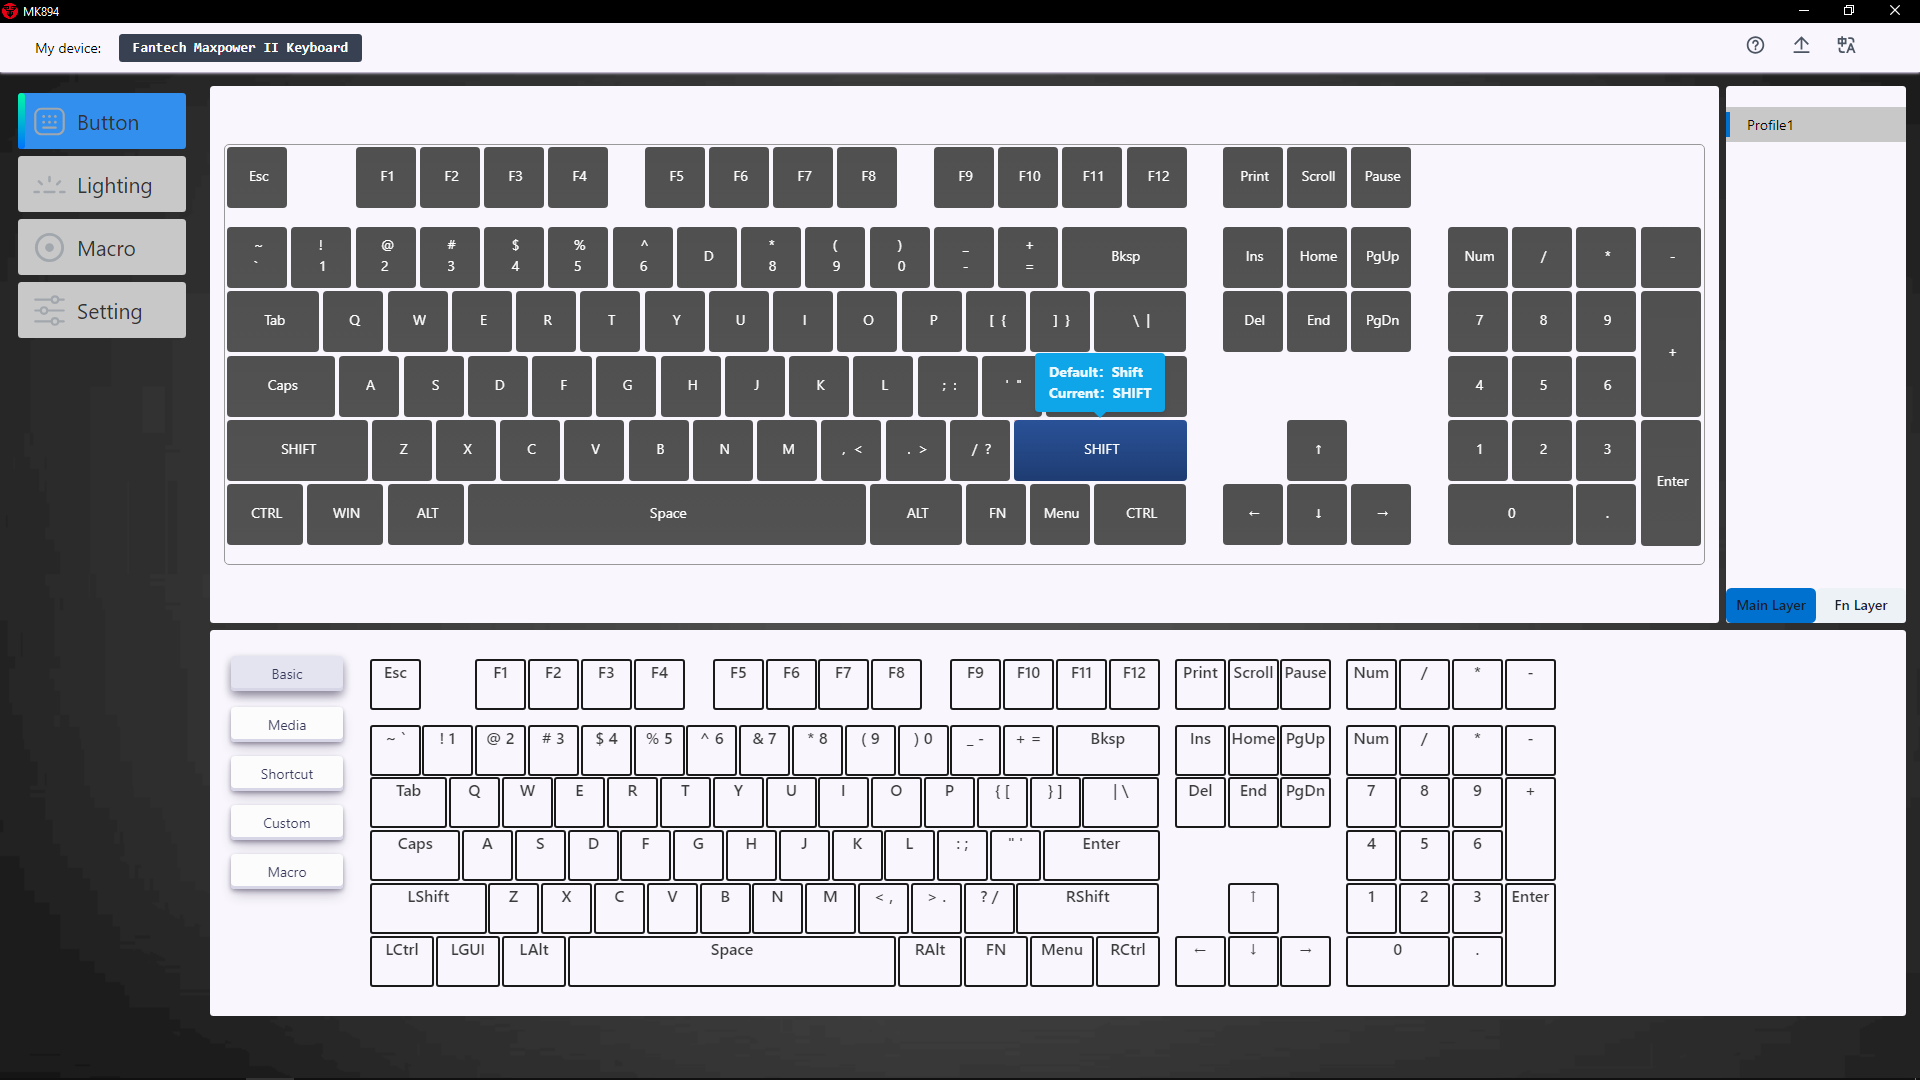 MK894
My device: Fantech Maxpower II Keyboard
Button
Lighting
Macro
Setting
Esc F1 F2 F3 F4 F5 F6 F7 F8 F9 F10 F11 F12 Print Scroll Pause
~ ! @ # $ % ^ D * ( ) _ + Bksp Ins Home PgUp Num / * -
` 1 2 3 4 5 6 8 9 0 - =
Tab Q W E R T Y U I O P [ { ] } \ | Del End PgDn 7 8 9 +
Default: Shift
Current: SHIFT
Caps A S D F G H J K L ; : ' " 4 5 6
SHIFT Z X C V B N M , < . > / ? SHIFT ↑ 1 2 3 Enter
CTRL WIN ALT Space ALT FN Menu CTRL ← ↓ → 0 .
Profile1
Main Layer Fn Layer
Basic
Media
Shortcut
Custom
Macro
Esc F1 F2 F3 F4 F5 F6 F7 F8 F9 F10 F11 F12 Print Scroll Pause Num / * -
~ ` ! 1 @ 2 # 3 $ 4 % 5 ^ 6 & 7 * 8 ( 9 ) 0 _ - + = Bksp Ins Home PgUp Num / * -
Tab Q W E R T Y U I O P { [ } ] | \ Del End PgDn 7 8 9 +
Caps A S D F G H J K L : ; " ' Enter 4 5 6
LShift Z X C V B N M < , > . ? / RShift ↑ 1 2 3 Enter
LCtrl LGUI LAlt Space RAlt FN Menu RCtrl ← ↓ → 0 .